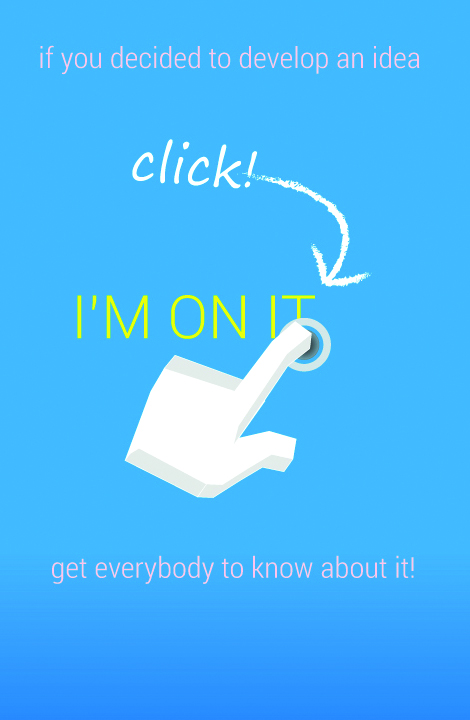 if you decided to develop an idea
click!
I'M ON IT
get everybody to know about it!